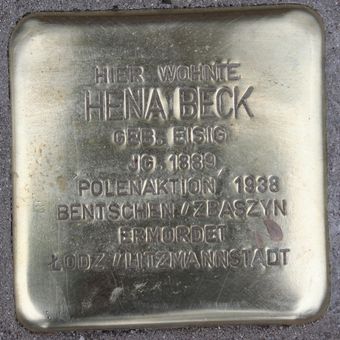 HIER WOHNTE
HENA BECK
GEB. EISIG
JG. 1889
POLENAKTION 1938
BENTSCHEN/ZBASZYN
ERMORDET
ŁODZ/LITZMANNSTADT